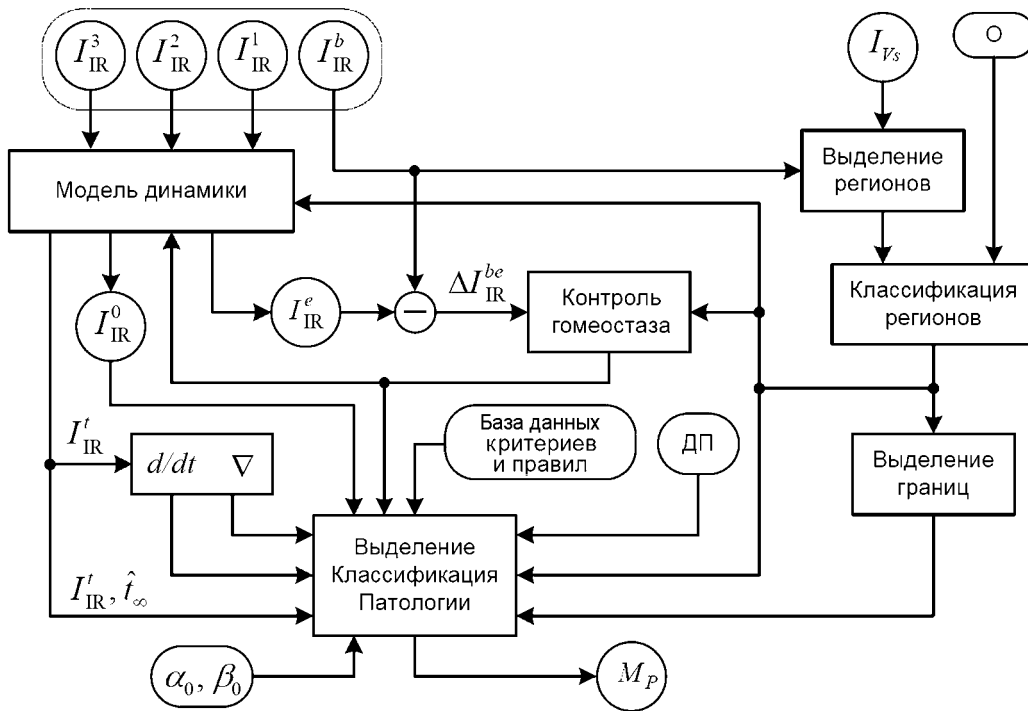 I_IR^3 I_IR^2 I_IR^1 I_IR^b
I_Vs
О
Модель динамики
Выделение
регионов
I_IR^0
I_IR^e
−
ΔI_IR^be
Контроль
гомеостаза
Классификация
регионов
I_IR^t
d/dt ∇
База данных
критериев
и правил
ДП
Выделение
границ
Выделение
Классификация
Патологии
I_IR^t, t̂_∞
α_0, β_0
M_P